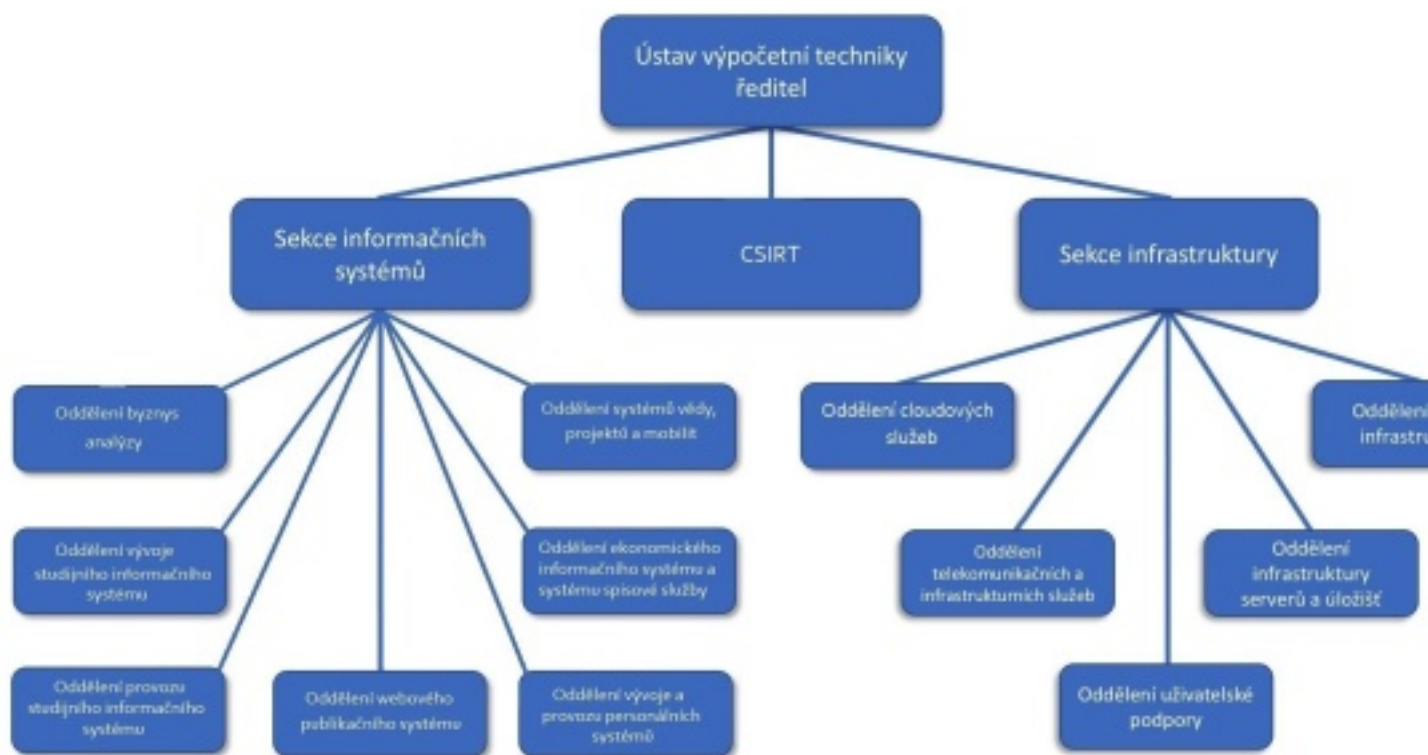 Ústav výpočetní techniky
ředitel
Sekce informačních
systémů
CSIRT
Sekce infrastruktury
Oddělení byznys
analýzy
Oddělení systémů vědy,
projektů a mobilit
Oddělení cloudových
služeb
Oddělení
Oddělení vývoje
studijního informačního
systému
Oddělení ekonomického
informačního systému a
systému spisové služby
Oddělení
telekomunikačních a
infrastrukturních služeb
Oddělení
infrastruktury
serverů a úložišť
Oddělení provozu
studijního informačního
systému
Oddělení webového
publikačního systému
Oddělení vývoje a
provozu personálních
systémů
Oddělení uživatelské
podpory